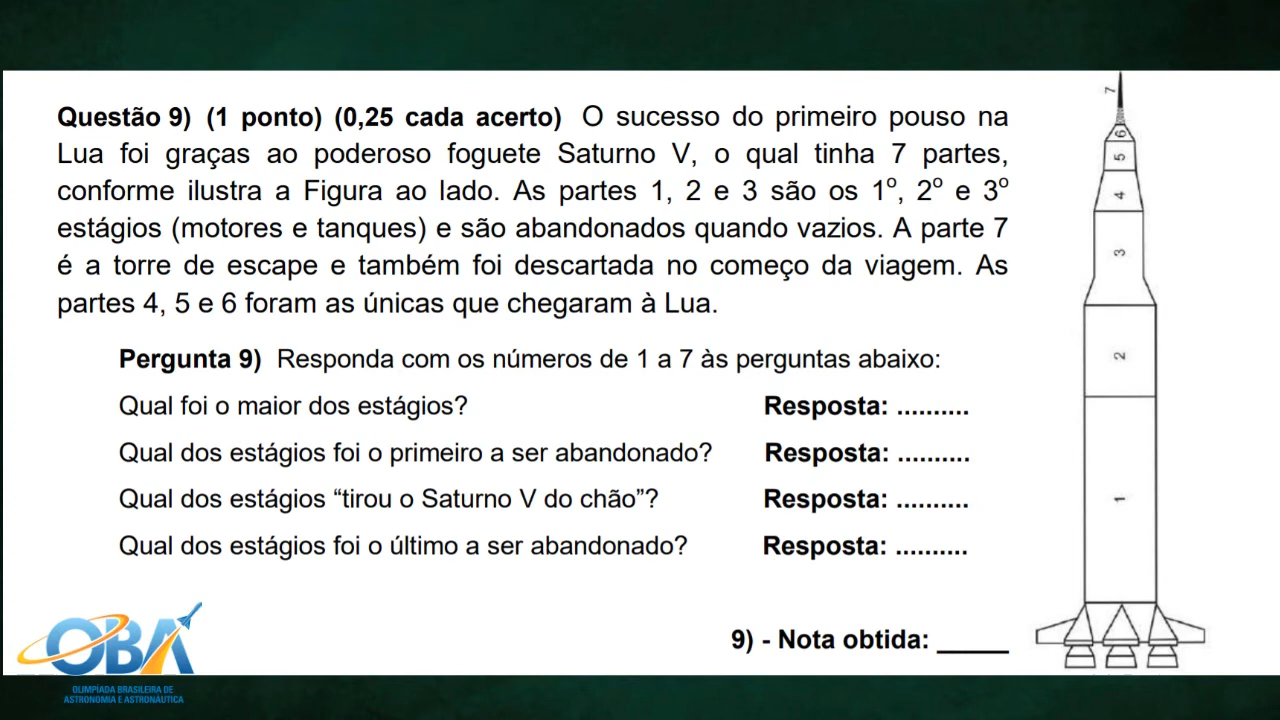 Questão 9) (1 ponto) (0,25 cada acerto) O sucesso do primeiro pouso na
Lua foi graças ao poderoso foguete Saturno V, o qual tinha 7 partes,
conforme ilustra a Figura ao lado. As partes 1, 2 e 3 são os 1º, 2º e 3º
estágios (motores e tanques) e são abandonados quando vazios. A parte 7
é a torre de escape e também foi descartada no começo da viagem. As
partes 4, 5 e 6 foram as únicas que chegaram à Lua.
Pergunta 9) Responda com os números de 1 a 7 às perguntas abaixo:
Qual foi o maior dos estágios? Resposta: ..........
Qual dos estágios foi o primeiro a ser abandonado? Resposta: ..........
Qual dos estágios “tirou o Saturno V do chão”? Resposta: ..........
Qual dos estágios foi o último a ser abandonado? Resposta: ..........
9) - Nota obtida: _____
7
6
5
4
3
2
1
OBA
OLIMPÍADA BRASILEIRA DE
ASTRONOMIA E ASTRONÁUTICA